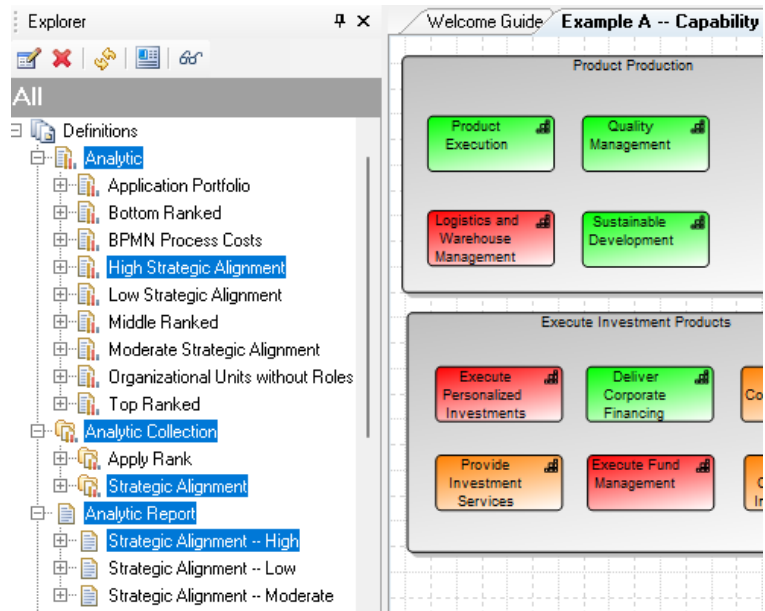 Explorer
Welcome Guide
Example A -- Capability
All
Definitions
Analytic
Application Portfolio
Bottom Ranked
BPMN Process Costs
High Strategic Alignment
Low Strategic Alignment
Middle Ranked
Moderate Strategic Alignment
Organizational Units without Roles
Top Ranked
Analytic Collection
Apply Rank
Strategic Alignment
Analytic Report
Strategic Alignment -- High
Strategic Alignment -- Low
Strategic Alignment -- Moderate
Product Production
Product
Execution
Quality
Management
Logistics and
Warehouse
Management
Sustainable
Development
Execute Investment Products
Execute
Personalized
Investments
Deliver
Corporate
Financing
Co
Provide
Investment
Services
Execute Fund
Management